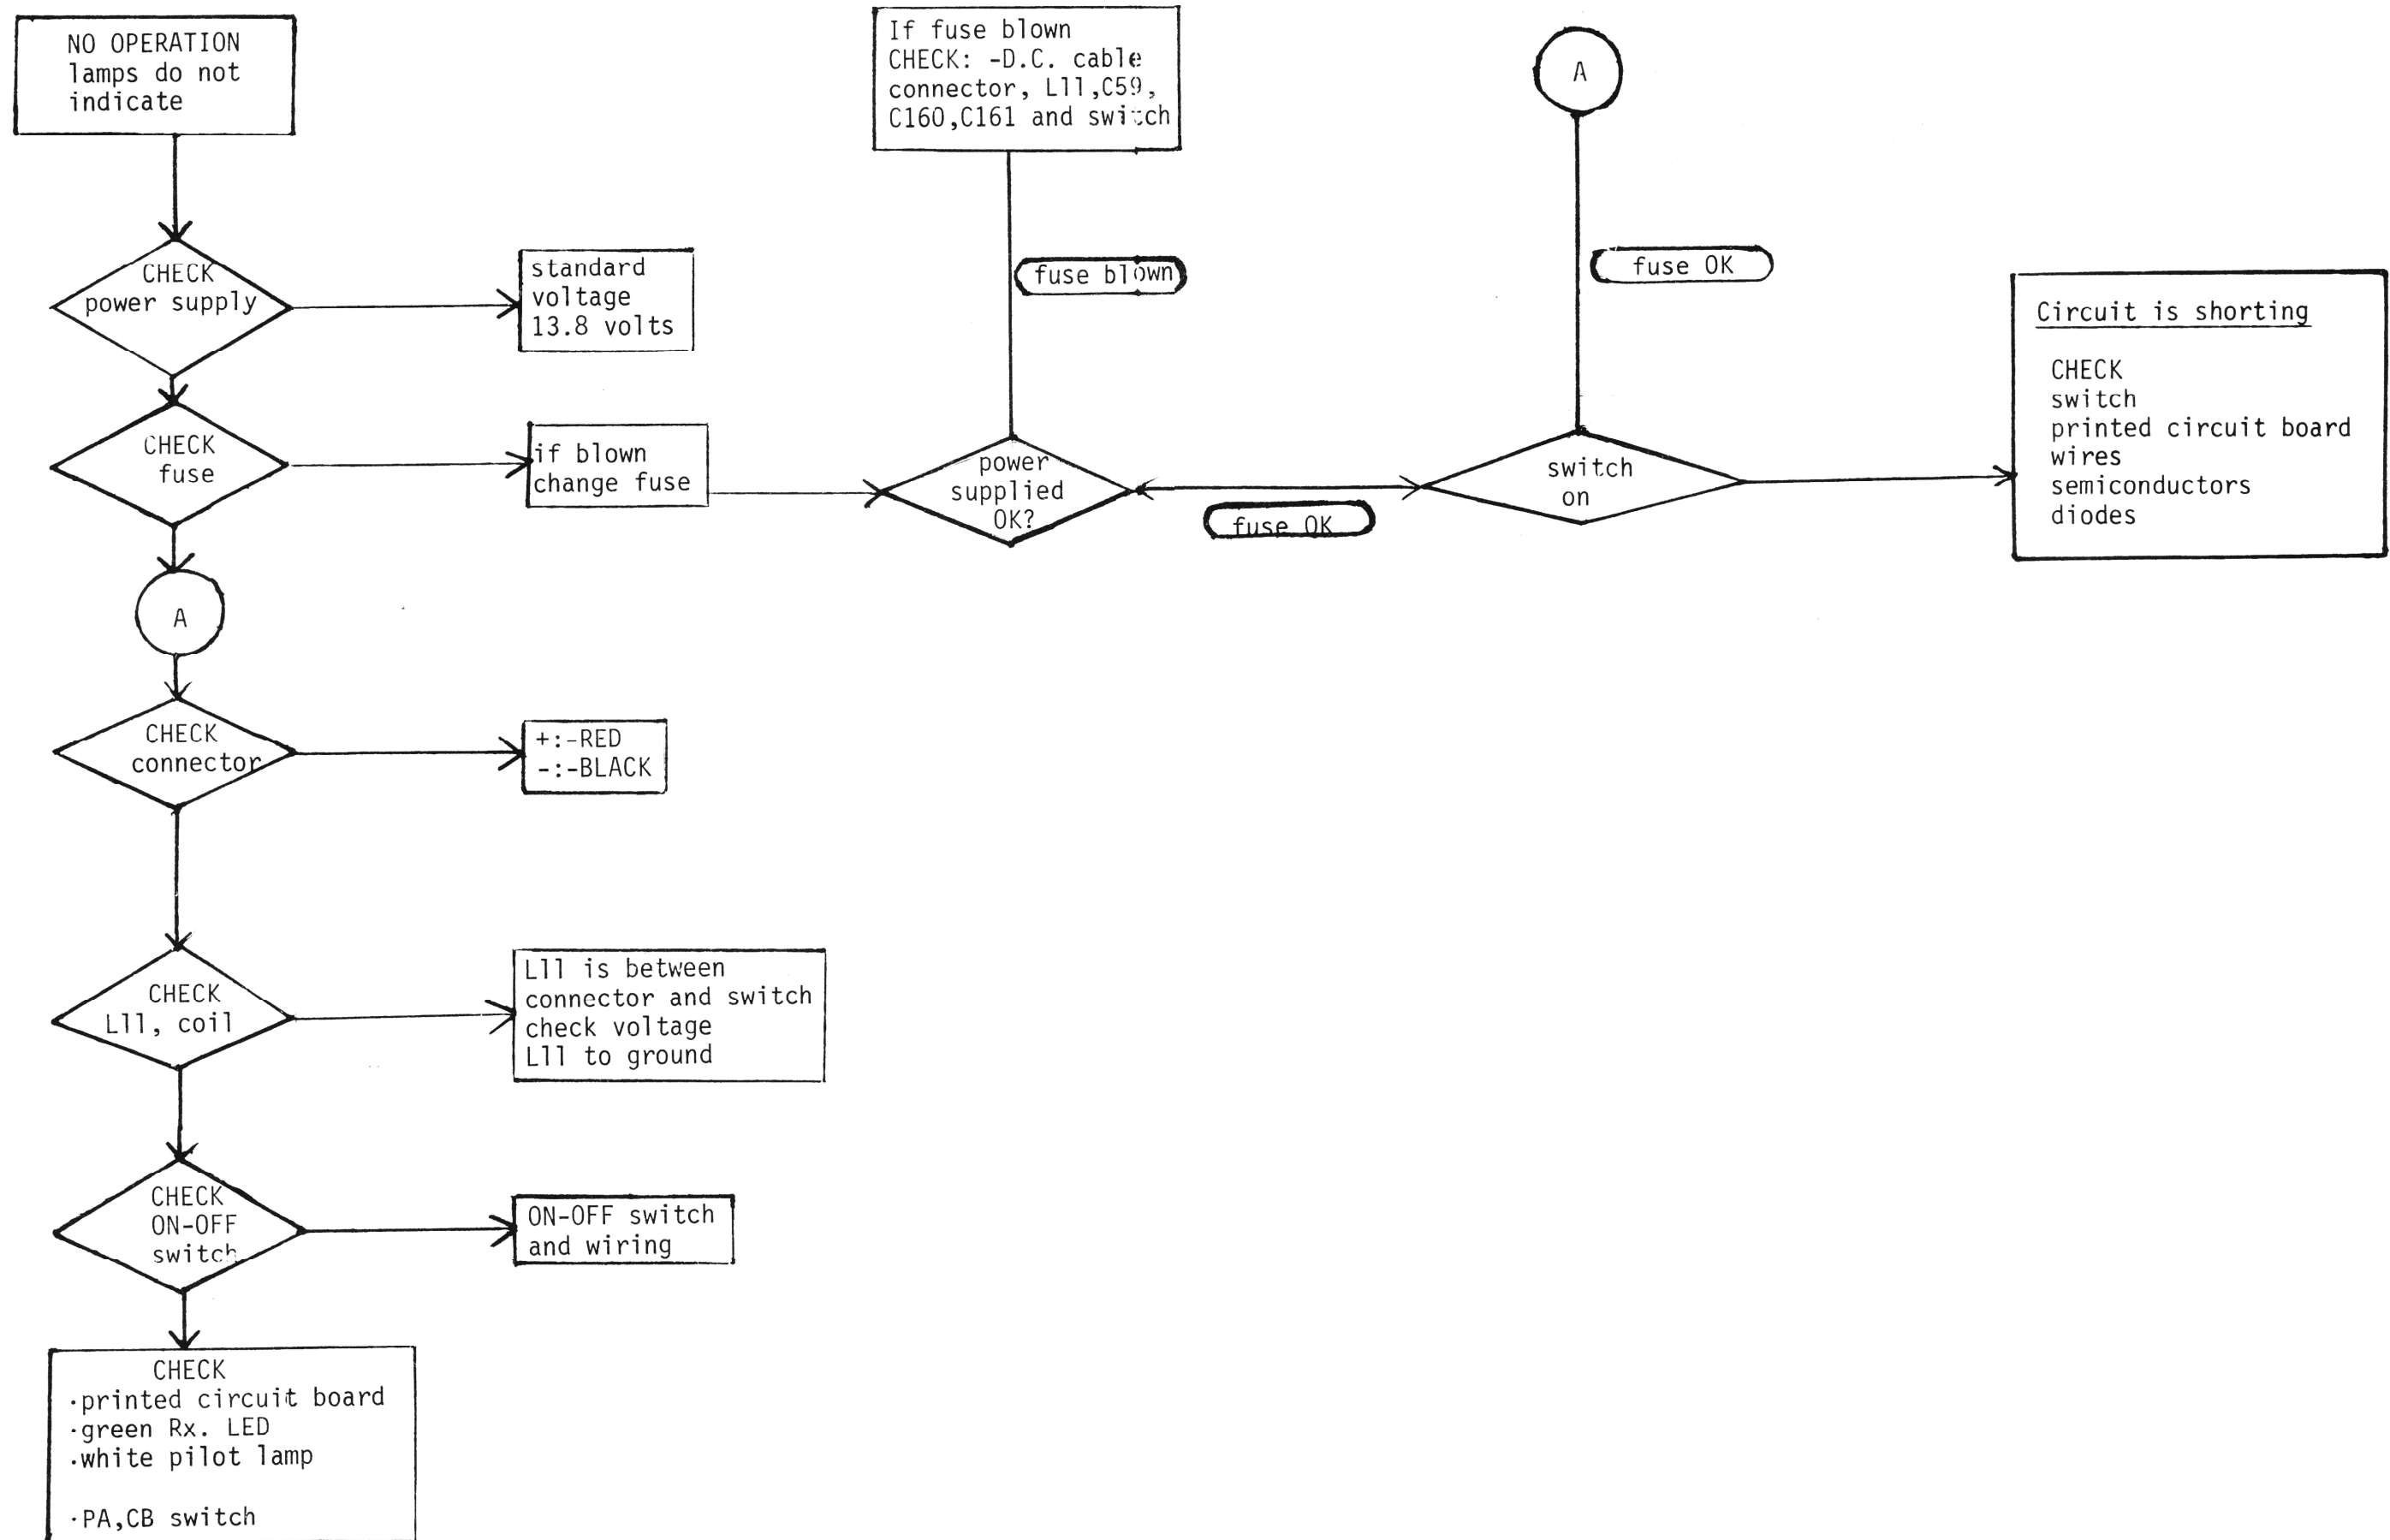 NO OPERATION
lamps do not
indicate
CHECK
power supply
standard
voltage
13.8 volts
CHECK
fuse
if blown
change fuse
If fuse blown
CHECK: -D.C. cable
connector, L11,C59,
C160,C161 and switch
fuse blown
power
supplied
OK?
fuse OK
A
fuse OK
switch
on
Circuit is shorting
CHECK
switch
printed circuit board
wires
semiconductors
diodes
A
CHECK
connector
+:-RED
-:-BLACK
CHECK
L11, coil
L11 is between
connector and switch
check voltage
L11 to ground
CHECK
ON-OFF
switch
ON-OFF switch
and wiring
CHECK
·printed circuit board
·green Rx. LED
·white pilot lamp
·PA,CB switch